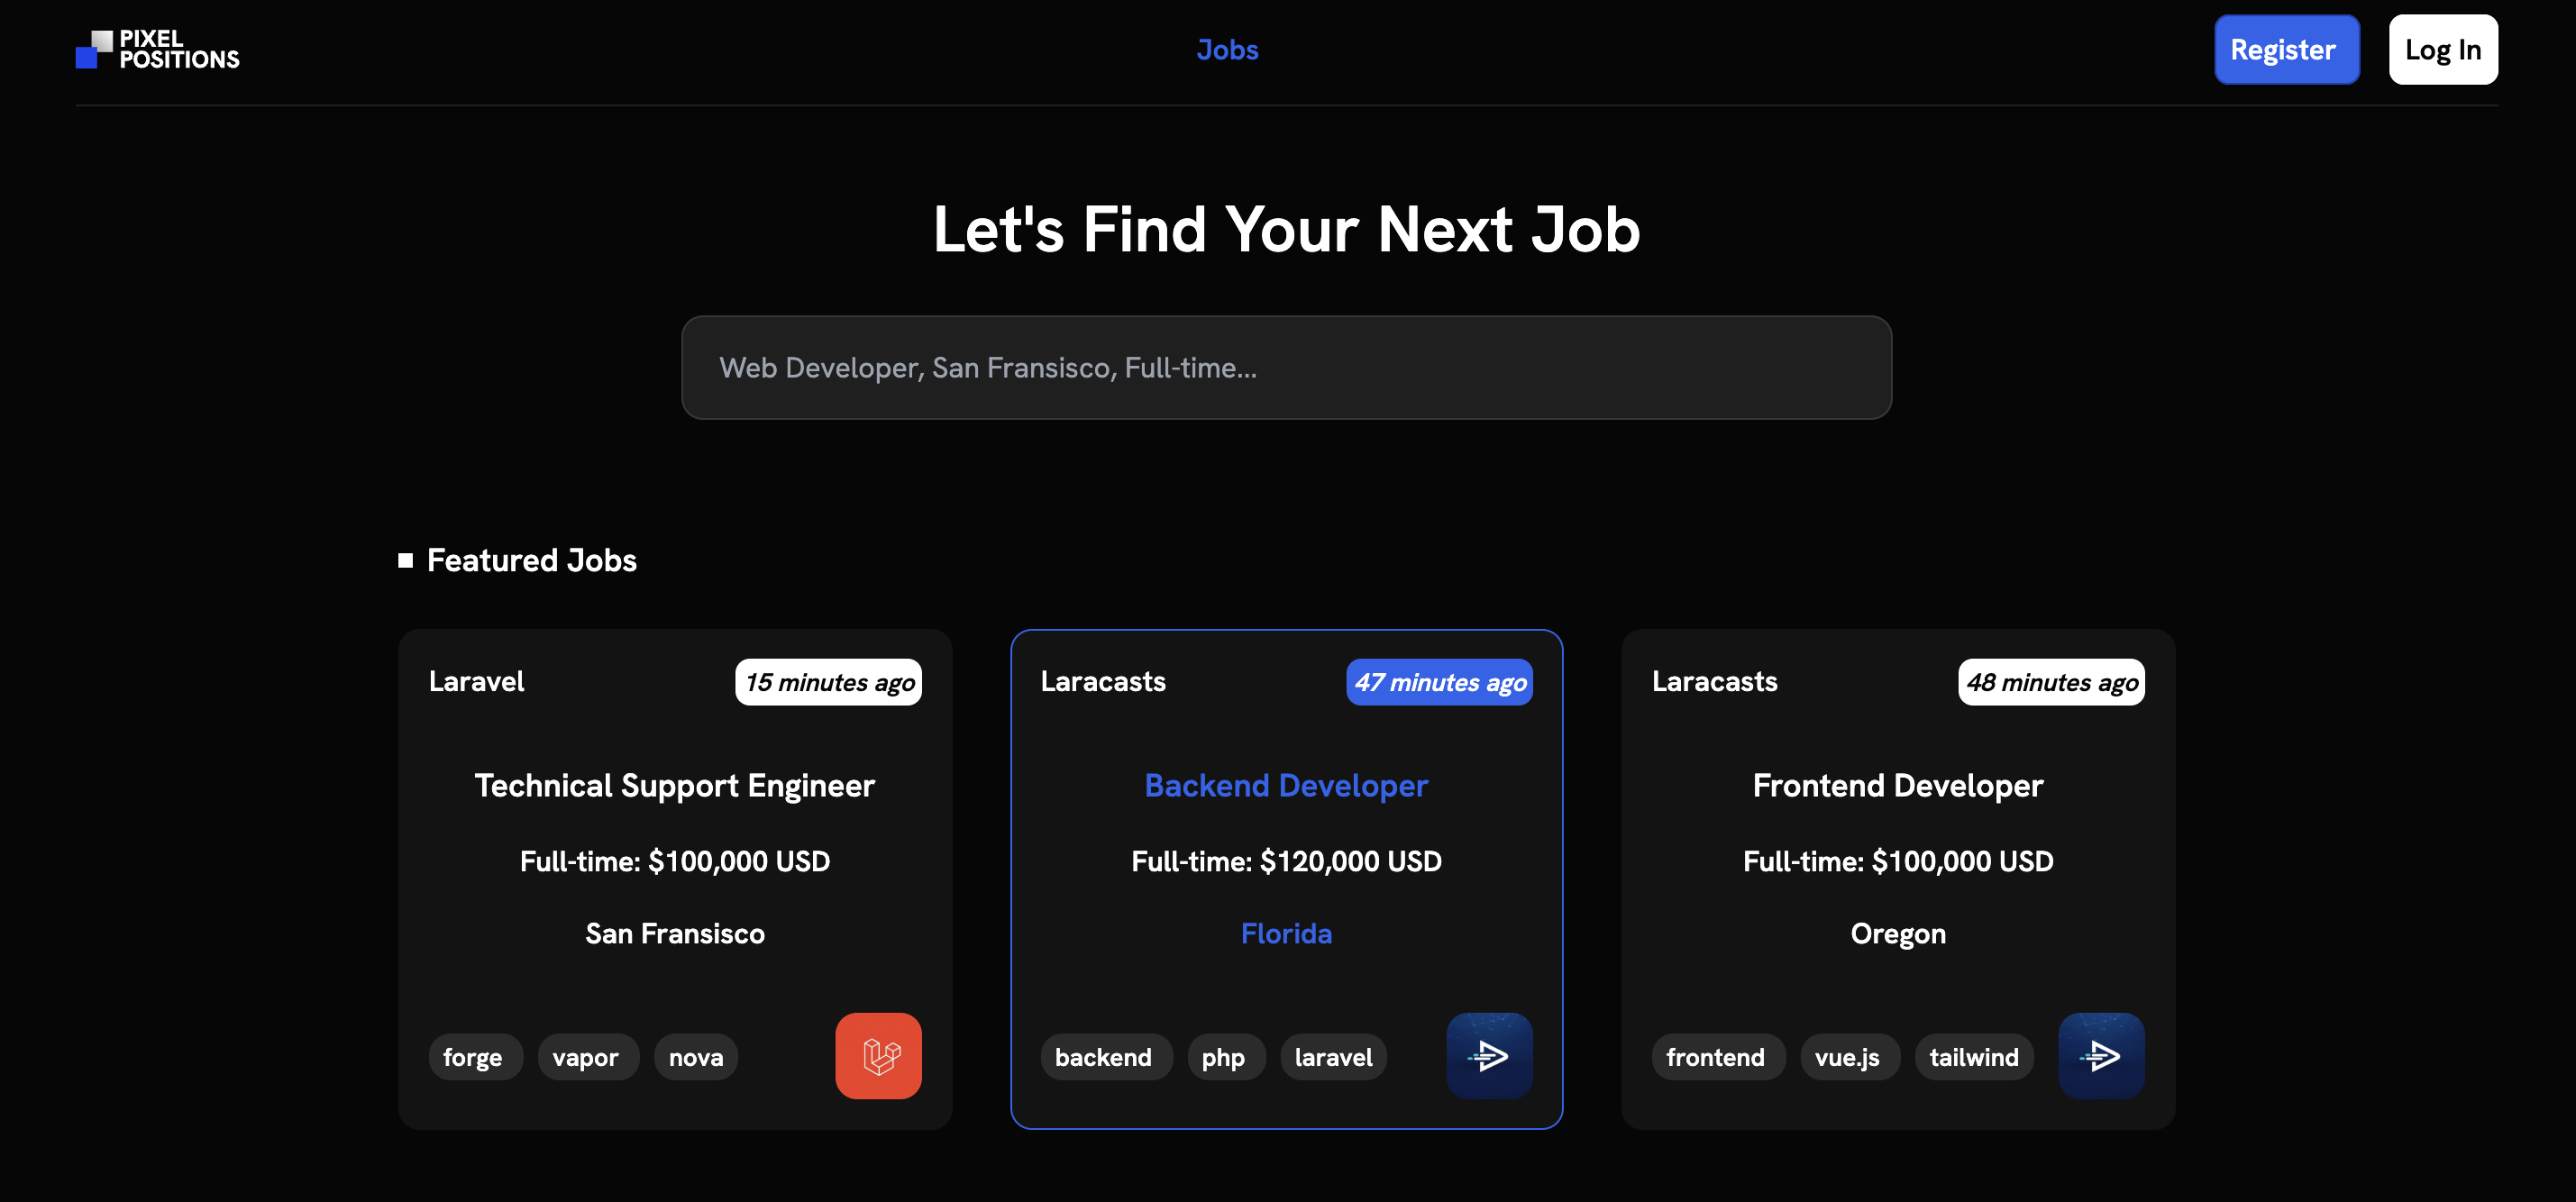 PIXEL
POSITIONS
Jobs
Register
Log In
Let's Find Your Next Job
Web Developer, San Fransisco, Full-time...
Featured Jobs
Laravel
15 minutes ago
Technical Support Engineer
Full-time: $100,000 USD
San Fransisco
forge vapor nova
Laracasts
47 minutes ago
Backend Developer
Full-time: $120,000 USD
Florida
backend php laravel
Laracasts
48 minutes ago
Frontend Developer
Full-time: $100,000 USD
Oregon
frontend vue.js tailwind